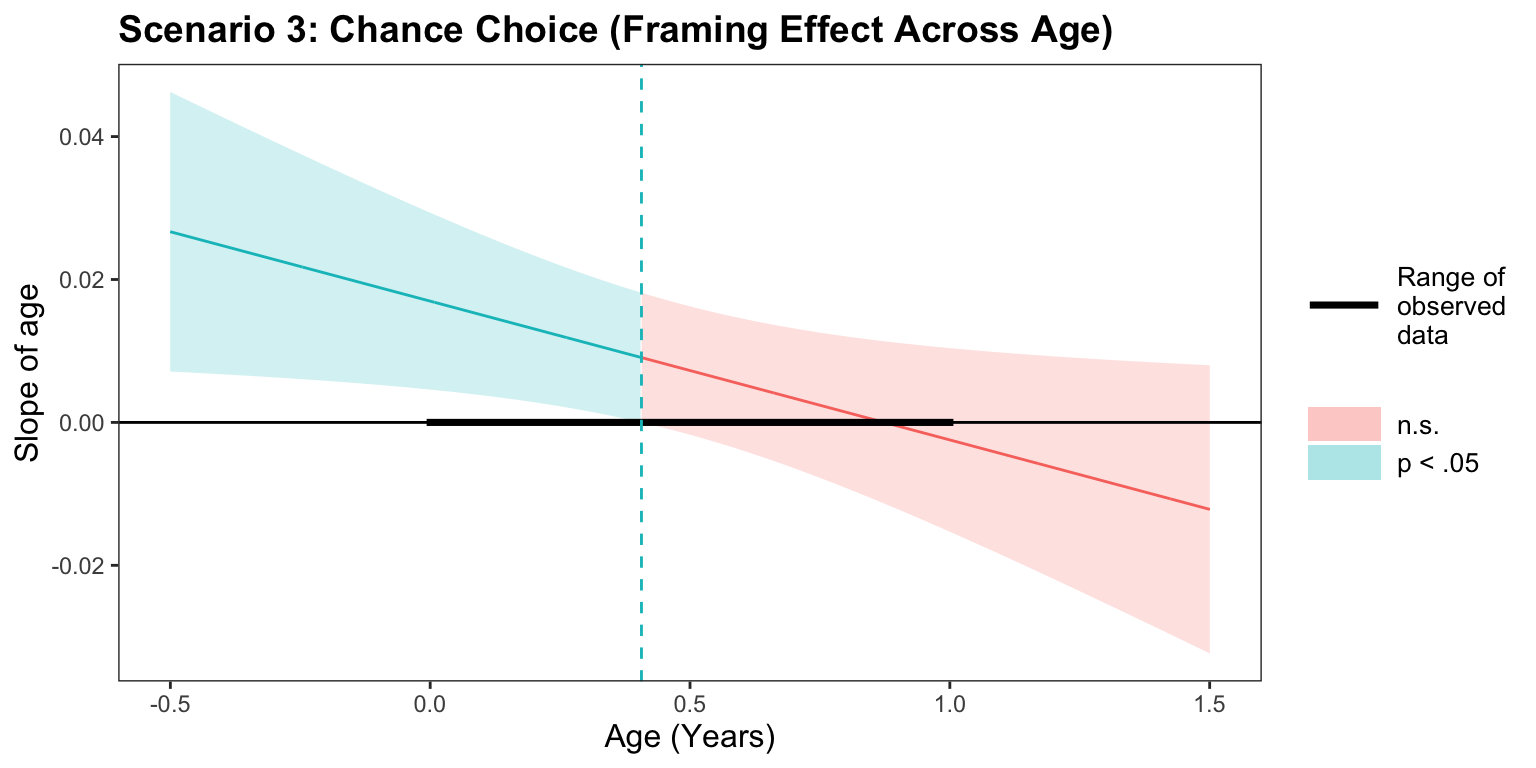 Scenario 3: Chance Choice (Framing Effect Across Age)
Slope of age
0.04
0.02
0.00
-0.02
-0.5
0.0
0.5
1.0
1.5
Age (Years)
Range of
observed
data
n.s.
p < .05